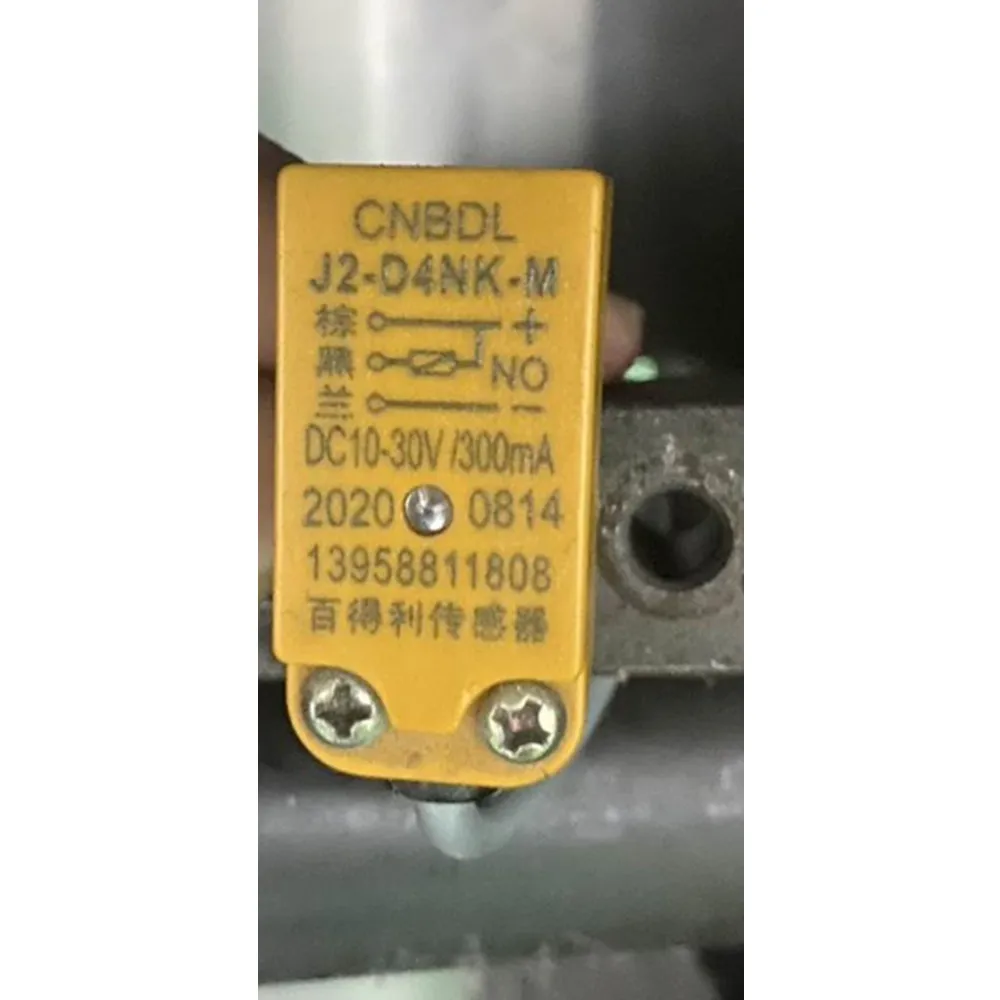 CNBDL
J2-D4NK-M
棕 +
黑 NO
兰 -
DC10-30V /300mA
2020 0814
13958811808
百得利传感器